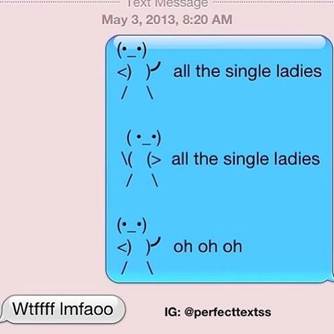 Text Message
May 3, 2013, 8:20 AM
(•_•)
<)  )╯ all the single ladies
/   \
( •_•)
\(  (> all the single ladies
/   \
(•_•)
<)  )╯ oh oh oh
/   \
Wtffff lmfaoo
IG: @perfecttextss